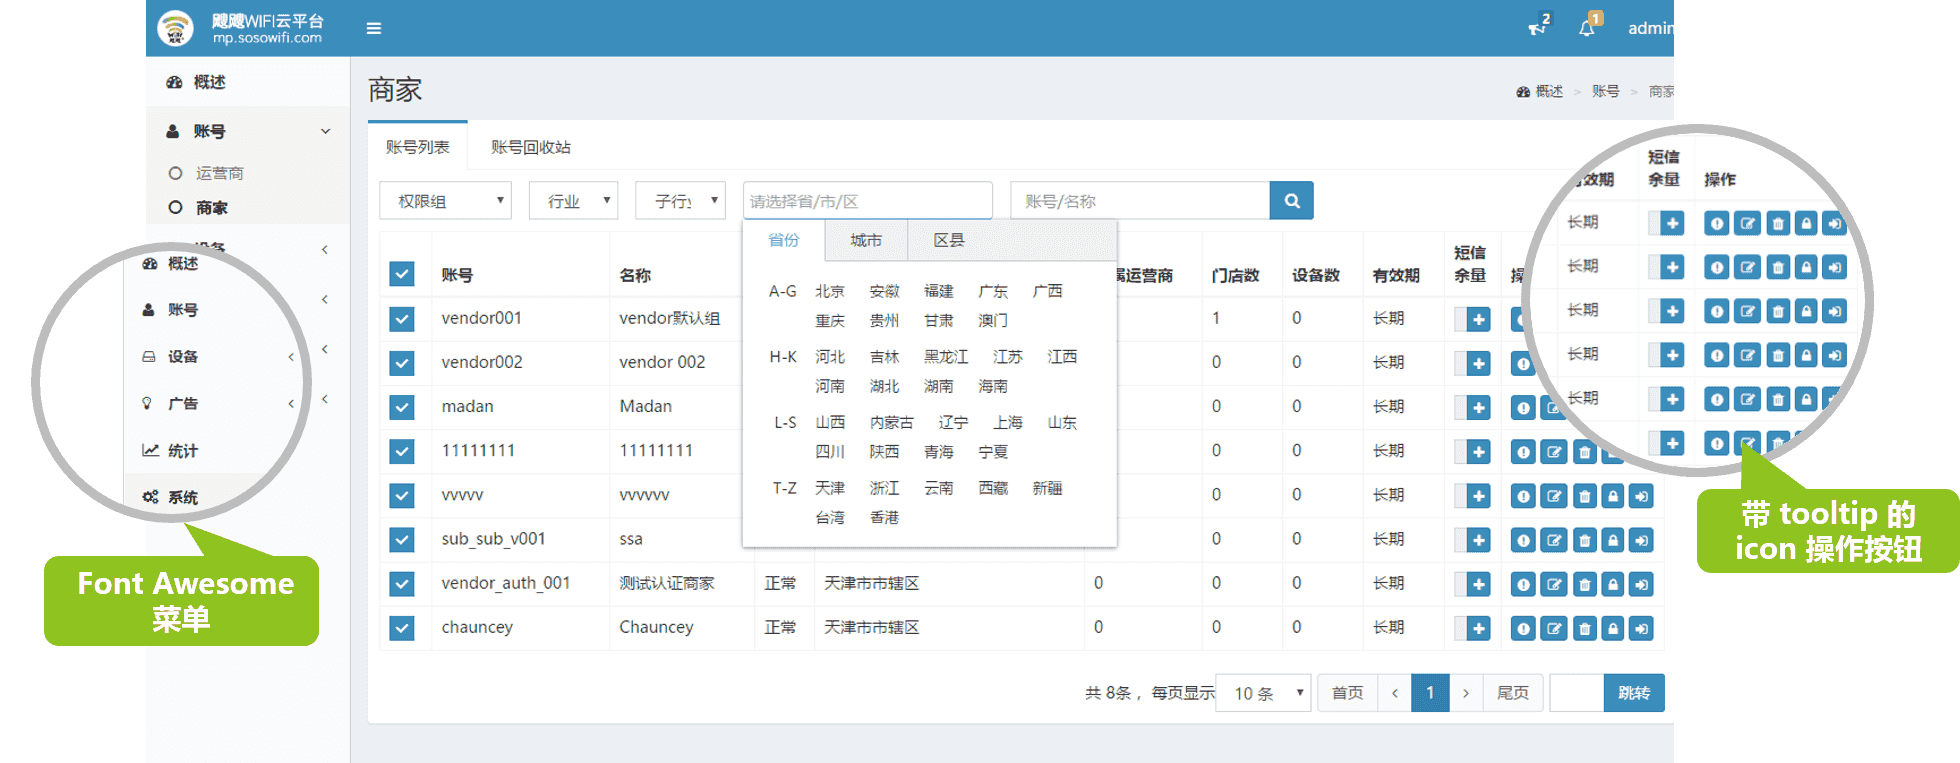 飕飕WIFI云平台
mp.sosowifi.com
2
1
admin
概述
账号
运营商
商家
设备
商家
概述 > 账号 > 商家
账号列表
账号回收站
权限组
行业
请选择省/市/区
账号/名称
省份
城市
区县
A-G 北京 安徽 福建 广东 广西
重庆 贵州 甘肃 澳门
H-K 河北 吉林 黑龙江 江苏 江西
河南 湖北 湖南 海南
L-S 山西 内蒙古 辽宁 上海 山东
四川 陕西 青海 宁夏
T-Z 天津 浙江 云南 西藏 新疆
台湾 香港
账号 名称 属运营商 门店数 设备数 有效期 短信余量
vendor001 vendor默认组 1 0 长期
vendor002 vendor 002 0 0 长期
madan Madan 0 0 长期
11111111 11111111 0 0 长期
vvvvv vvvvvv 0 0 长期
sub_sub_v001 ssa 0 0 长期
vendor_auth_001 测试认证商家 正常 天津市市辖区 0 0 0 长期
chauncey Chauncey 正常 天津市市辖区 0 0 0 长期
共 8条， 每页显示 10 条 首页 ‹ 1 › 尾页 跳转
概述
账号
设备
广告
统计
系统
Font Awesome
菜单
有效期 短信余量 操作
长期
长期
长期
长期
长期
带 tooltip 的
icon 操作按钮